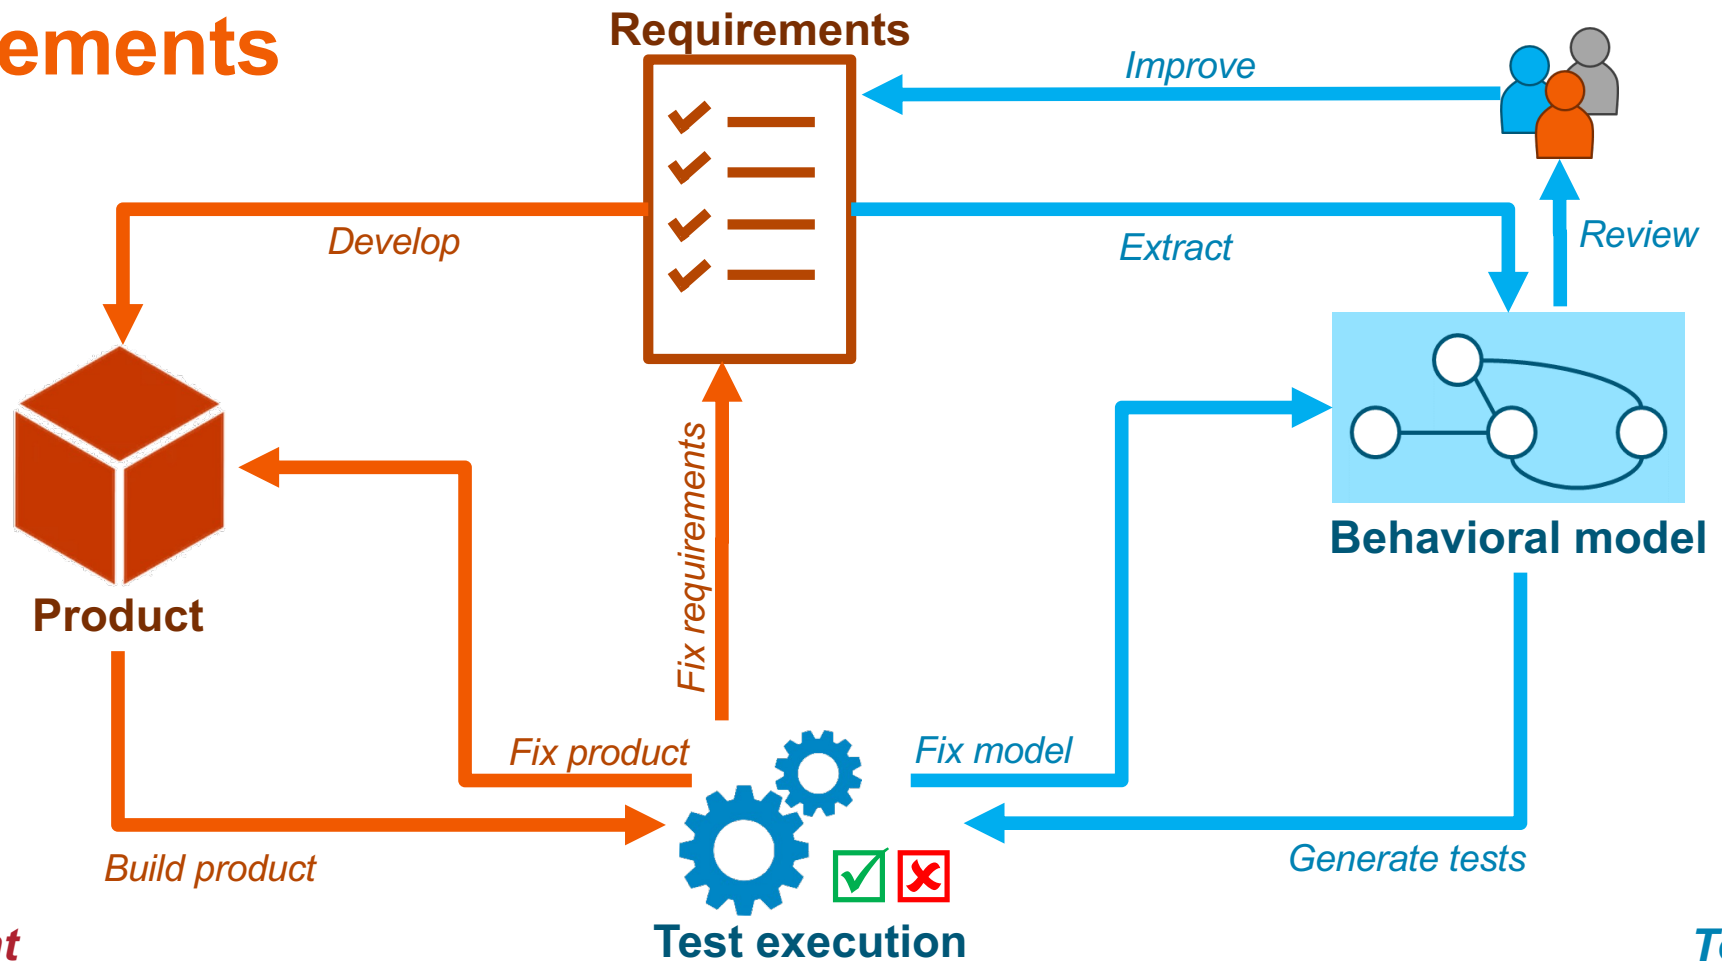 ements
Requirements
Improve
Review
Develop
Extract
Fix requirements
Behavioral model
Product
Fix product
Fix model
Build product
Generate tests
Test execution